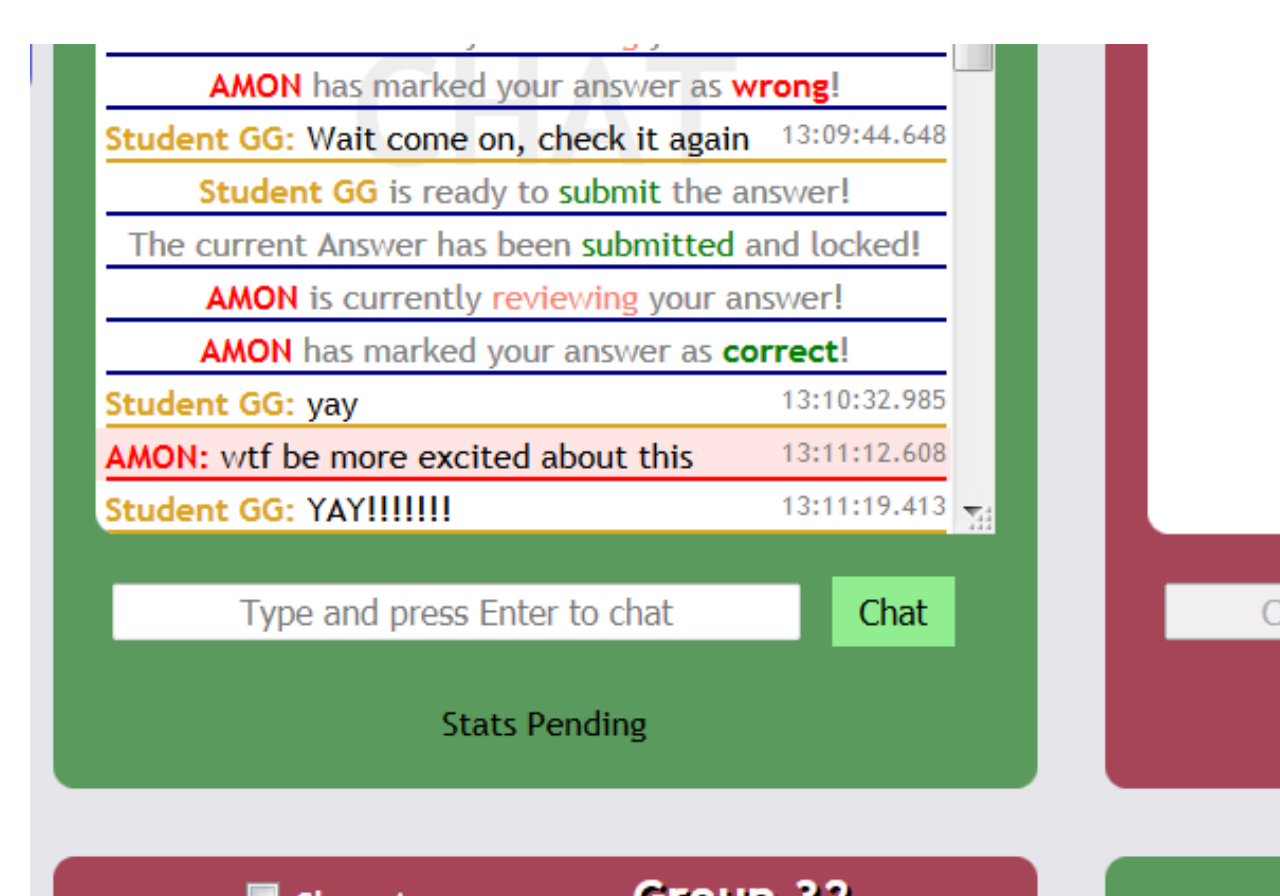 CHAT
AMON has marked your answer as wrong!
Student GG: Wait come on, check it again 13:09:44.648
Student GG is ready to submit the answer!
The current Answer has been submitted and locked!
AMON is currently reviewing your answer!
AMON has marked your answer as correct!
Student GG: yay 13:10:32.985
AMON: wtf be more excited about this 13:11:12.608
Student GG: YAY!!!!!!! 13:11:19.413
Type and press Enter to chat Chat
Stats Pending
Group 33